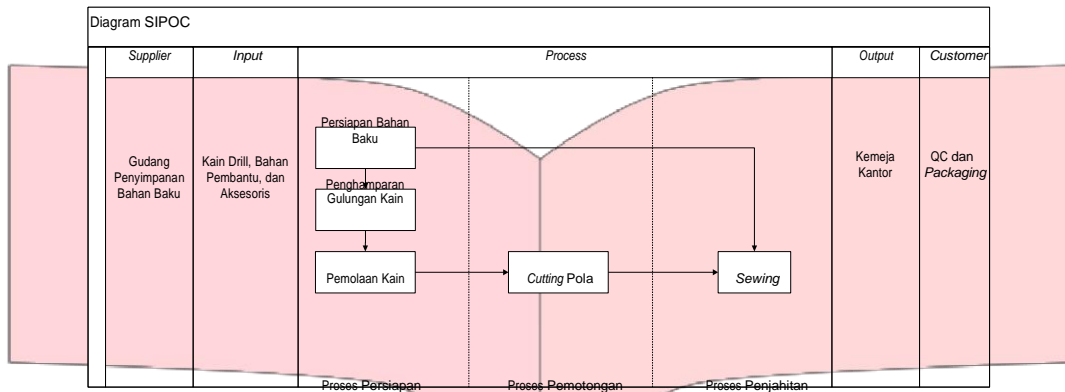 Diagram SIPOC
Supplier
Input
Process
Output
Customer
Persiapan Bahan
Baku
Gudang
Penyimpanan
Bahan Baku
Kain Drill, Bahan
Pembantu, dan
Aksesoris
Kemeja
Kantor
QC dan
Packaging
Penghamparan
Gulungan Kain
Pemolaan Kain
Cutting Pola
Sewing
Proses Persiapan
Proses Pemotongan
Proses Penjahitan